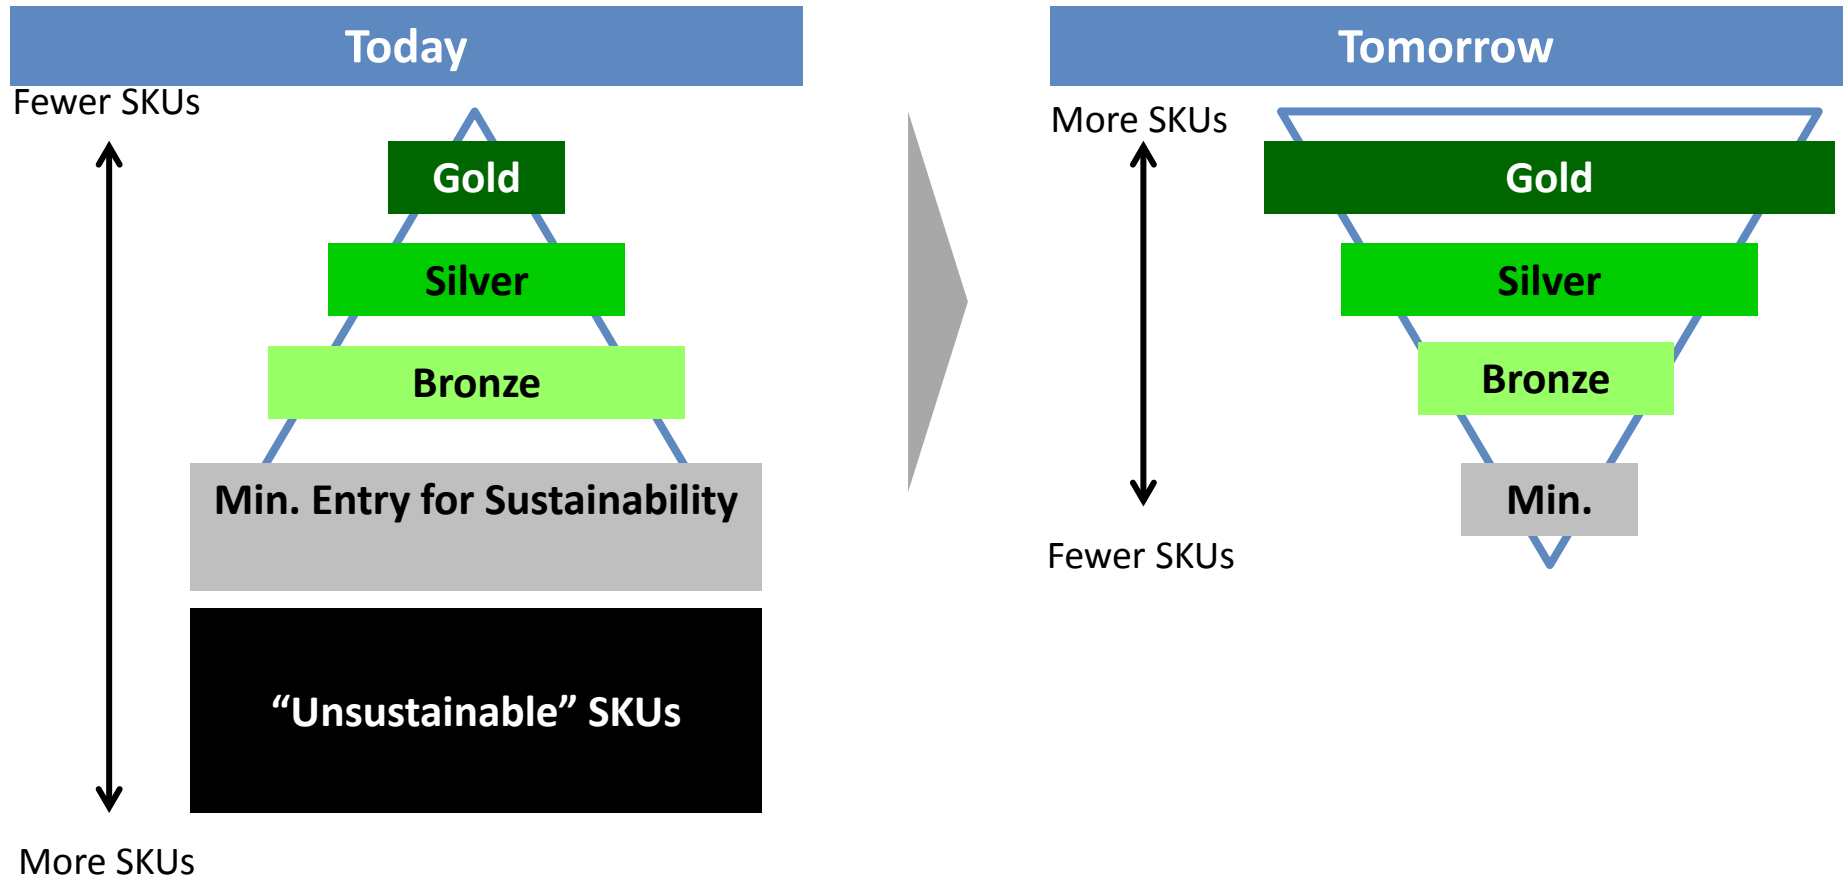 Today
Fewer SKUs
Gold
Silver
Bronze
Min. Entry for Sustainability
“Unsustainable” SKUs
More SKUs
Tomorrow
More SKUs
Gold
Silver
Bronze
Min.
Fewer SKUs